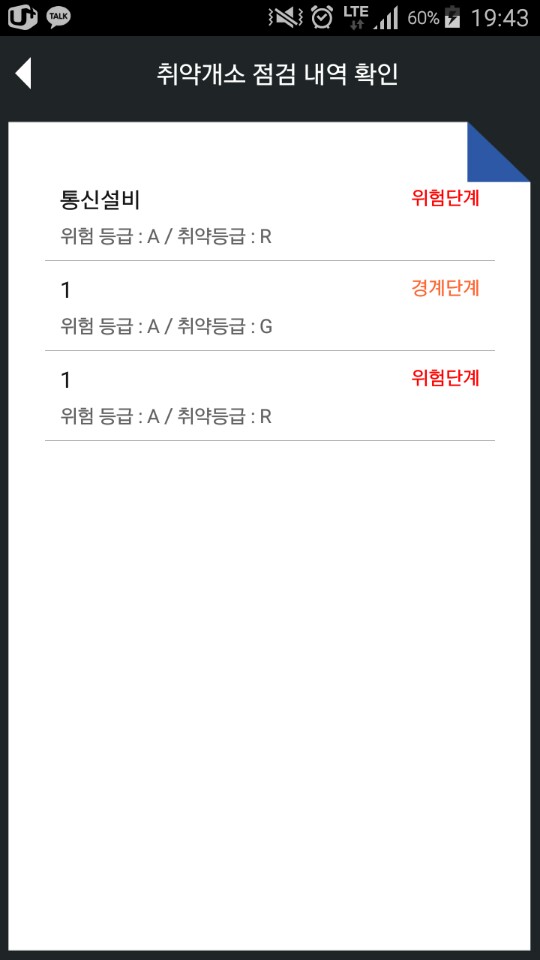 U+
TALK
LTE
60%
19:43
취약개소 점검 내역 확인
통신설비
위험단계
위험 등급 : A / 취약등급 : R
1
경계단계
위험 등급 : A / 취약등급 : G
1
위험단계
위험 등급 : A / 취약등급 : R